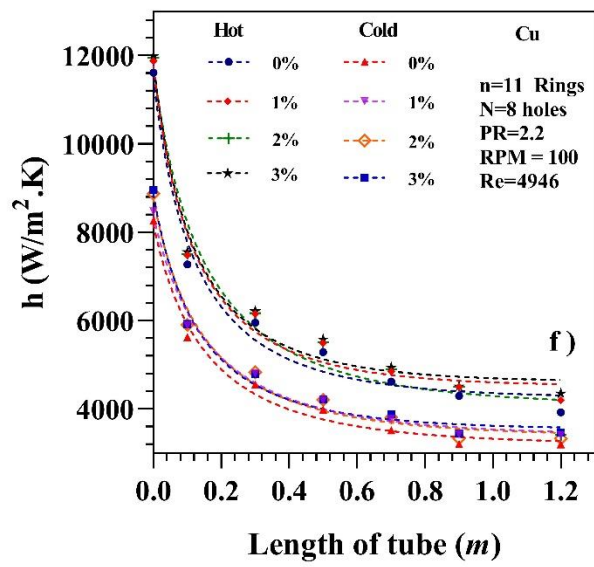 Hot Cold Cu
0% 0%
1% 1%
2% 2%
3% 3%
n=11 Rings
N=8 holes
PR=2.2
RPM = 100
Re=4946
f )
h (W/m².K)
12000
10000
8000
6000
4000
0.0 0.2 0.4 0.6 0.8 1.0 1.2
Length of tube (m)